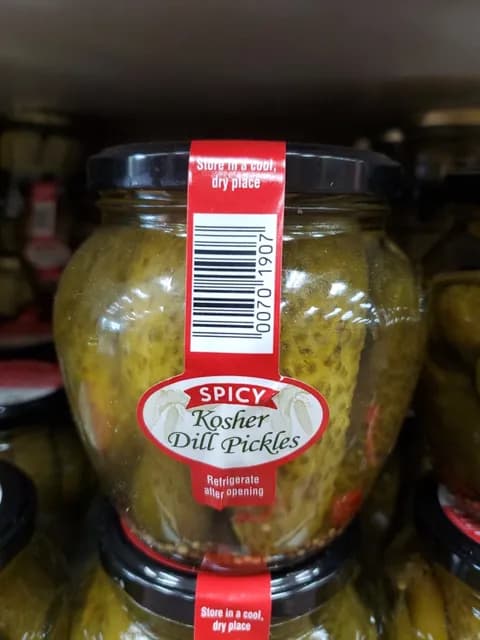 Store in a cool,
dry place
0070 1907
SPICY
Kosher
Dill Pickles
Refrigerate
after opening
Store in a cool,
dry place